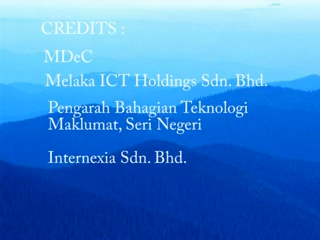 CREDITS :
MDeC
Melaka ICT Holdings Sdn. Bhd.
Pengarah Bahagian Teknologi
Maklumat, Seri Negeri
Internexia Sdn. Bhd.